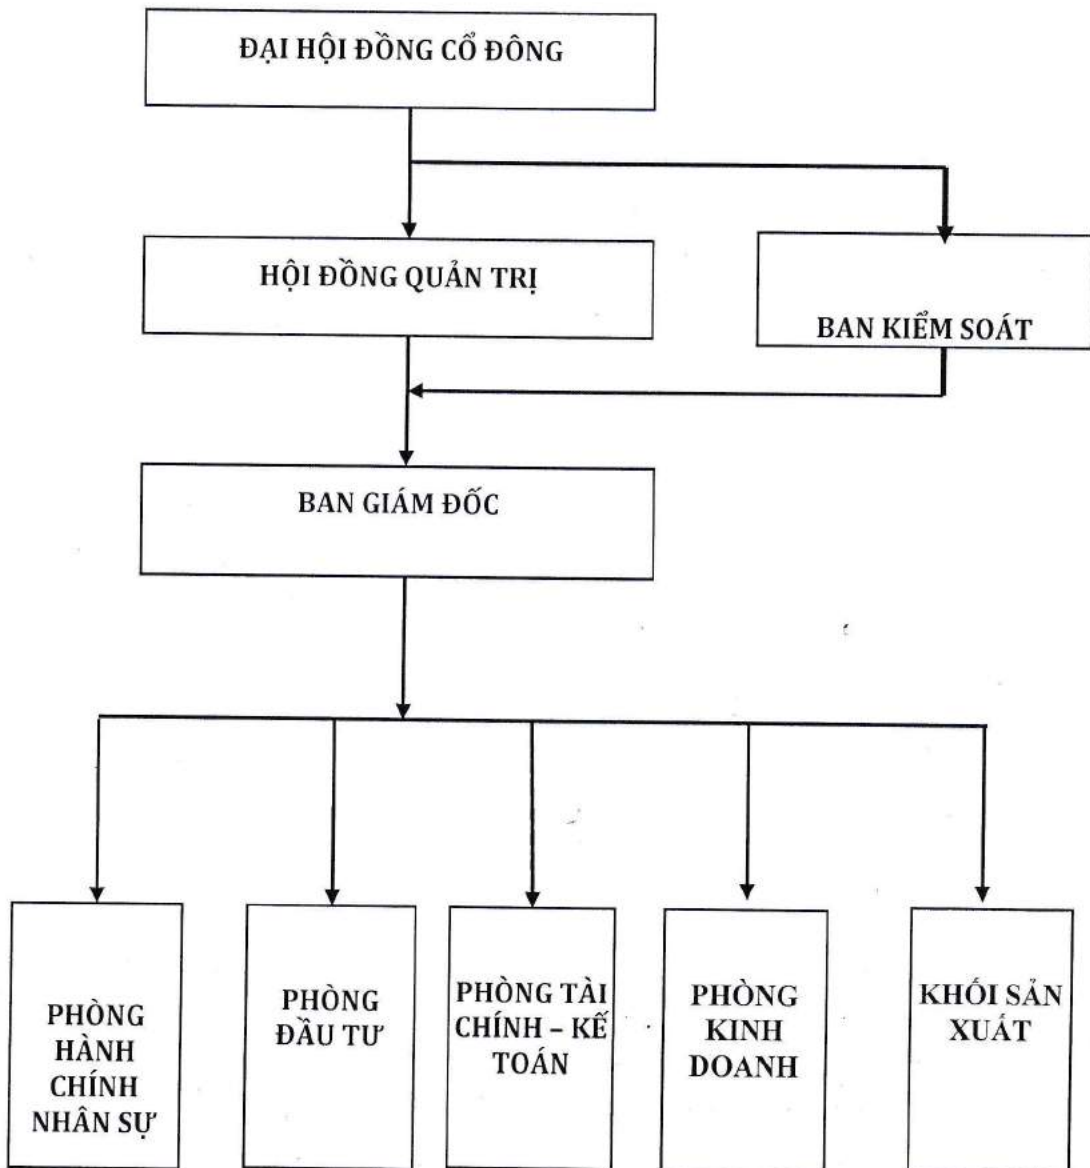 ĐẠI HỘI ĐỒNG CỔ ĐÔNG
HỘI ĐỒNG QUẢN TRỊ
BAN KIỂM SOÁT
BAN GIÁM ĐỐC
PHÒNG
HÀNH
CHÍNH
NHÂN SỰ
PHÒNG
ĐẦU TƯ
PHÒNG TÀI
CHÍNH – KẾ
TOÁN
PHÒNG
KINH
DOANH
KHỐI SẢN
XUẤT